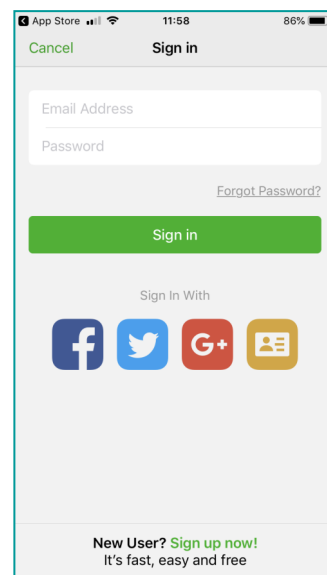 App Store 11:58 86%
Cancel Sign in
Email Address
Password
Forgot Password?
Sign in
Sign In With
f G+
New User? Sign up now!
It's fast, easy and free